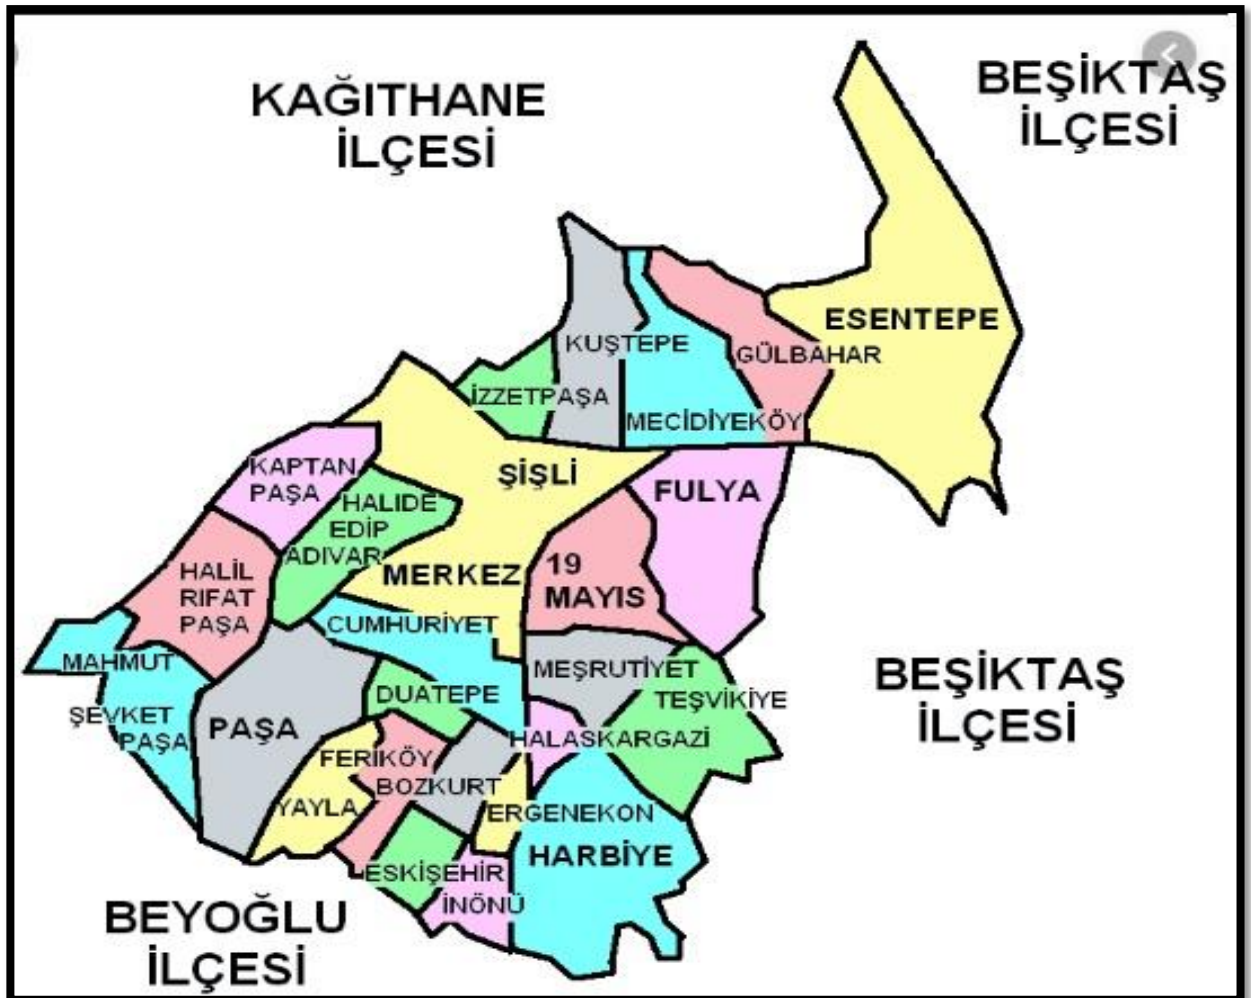 KAĞITHANE
İLÇESİ
BEŞİKTAŞ
İLÇESİ
ESENTEPE
KUŞTEPE
GÜLBAHAR
İZZETPAŞA
MECİDİYEKÖY
ŞİŞLİ
MERKEZ
FULYA
KAPTAN
PAŞA
HALIDE
EDİP
ADIVAR
HALİL
RIFAT
PAŞA
19
MAYIS
CUMHURİYET
MAHMUT
ŞEVKET
PAŞA
MEŞRUTİYET
TEŞVİKİYE
BEŞİKTAŞ
İLÇESİ
DUATEPE
PAŞA
HALASKARGAZİ
FERİKÖY
BOZKURT
YAYLA
ERGENEKON
HARBİYE
ESKİŞEHİR
İNÖNÜ
BEYOĞLU
İLÇESİ